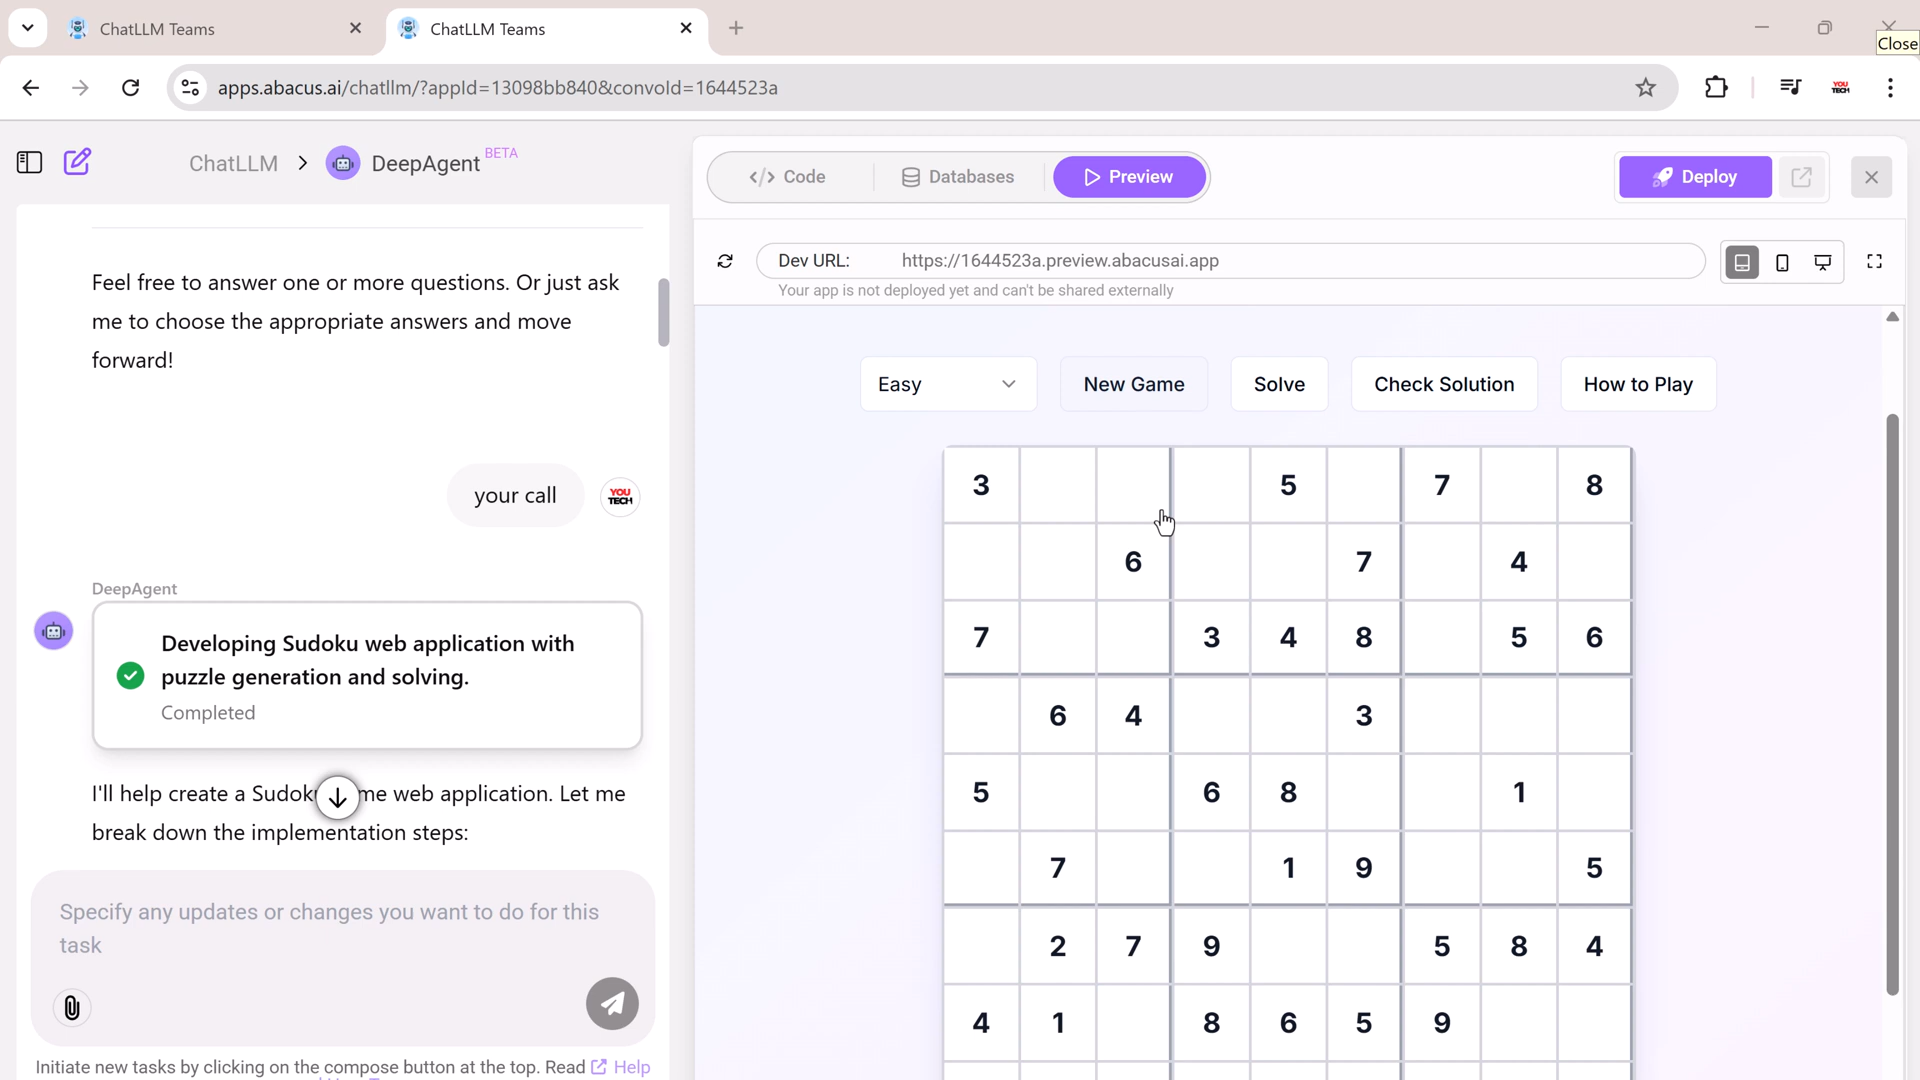 ChatLLM Teams
ChatLLM Teams
Close
apps.abacus.ai/chatllm/?appId=13098bb840&convoId=1644523a
YOU
TECH
ChatLLM > DeepAgent BETA
Feel free to answer one or more questions. Or just ask
me to choose the appropriate answers and move
forward!
your call
YOU
TECH
DeepAgent
Developing Sudoku web application with
puzzle generation and solving.
Completed
I'll help create a Sudok me web application. Let me
break down the implementation steps:
Specify any updates or changes you want to do for this
task
Initiate new tasks by clicking on the compose button at the top. Read Help
</> Code
Databases
Preview
Deploy
Dev URL: https://1644523a.preview.abacusai.app
Your app is not deployed yet and can't be shared externally
Easy
New Game
Solve
Check Solution
How to Play
3 5 7 8
6 7 4
7 3 4 8 5 6
6 4 3
5 6 8 1
7 1 9 5
2 7 9 5 8 4
4 1 8 6 5 9